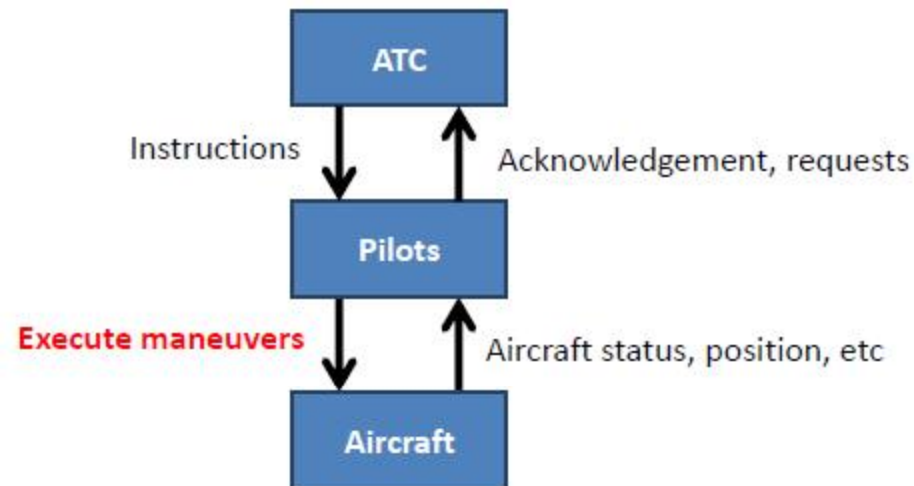 ATC
Instructions
Acknowledgement, requests
Pilots
Execute maneuvers
Aircraft status, position, etc
Aircraft